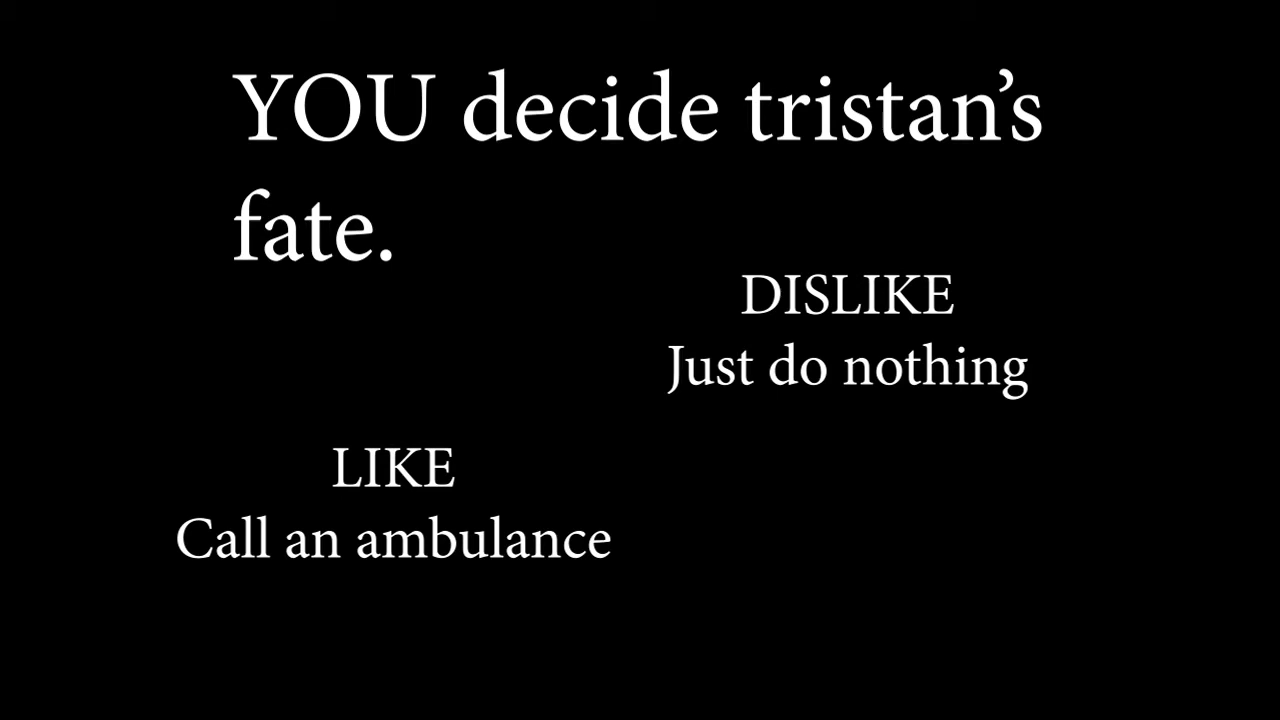 YOU decide tristan’s
fate.
DISLIKE
Just do nothing
LIKE
Call an ambulance